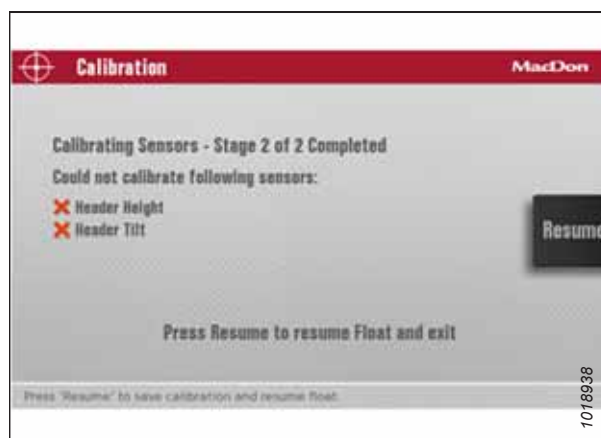 Calibration
MacDon
Calibrating Sensors - Stage 2 of 2 Completed
Could not calibrate following sensors:
Header Height
Header Tilt
Resume
Press Resume to resume Float and exit
Press 'Resume' to save calibration and resume float.
1018938